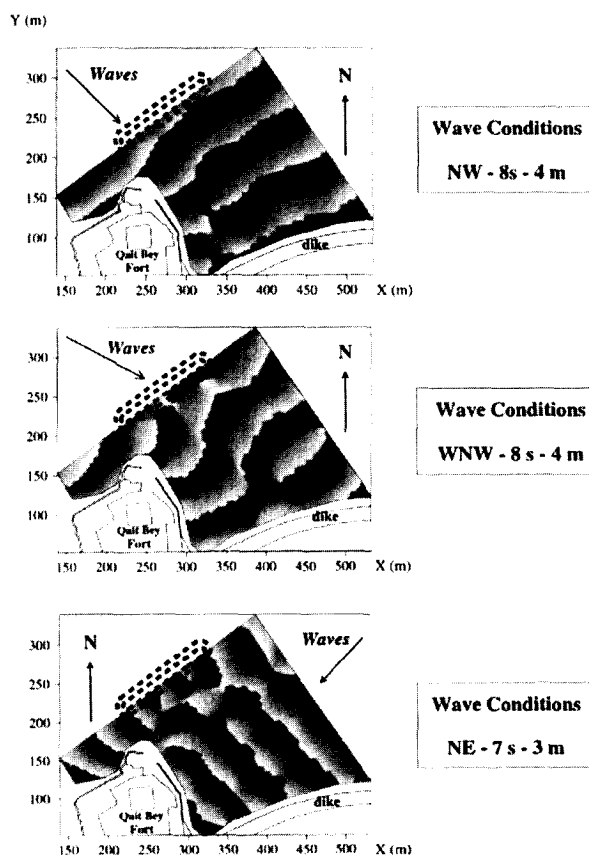 Y (m)
300
250
200
150
100
Waves
N
Quit Bey
Fort
dike
150 200 250 300 350 400 450 500
X (m)
Wave Conditions
NW - 8s - 4 m
300
250
200
150
100
Waves
N
Quit Bey
Fort
dike
150 200 250 300 350 400 450 500
X (m)
Wave Conditions
WNW - 8 s - 4 m
300
250
200
150
100
N
Waves
Quit Bey
Fort
dike
150 200 250 300 350 400 450 500
X (m)
Wave Conditions
NE - 7 s - 3 m